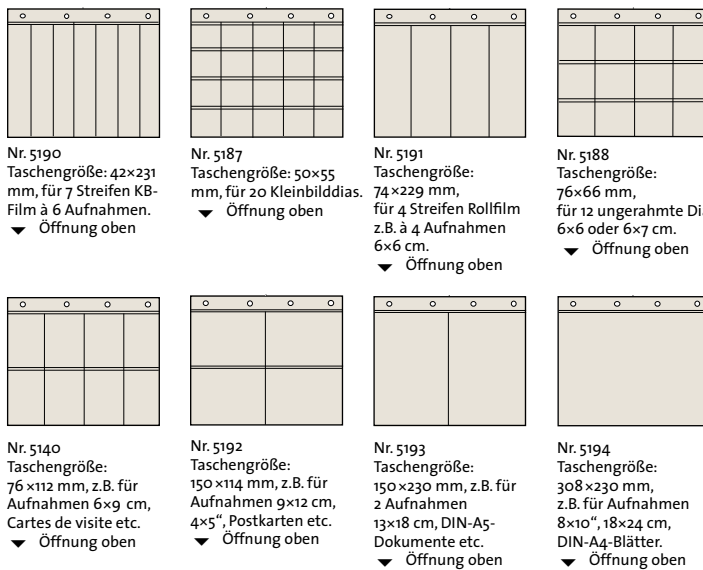 Nr. 5190
Taschengröße: 42×231
mm, für 7 Streifen KB-
Film à 6 Aufnahmen.
Öffnung oben
Nr. 5187
Taschengröße: 50×55
mm, für 20 Kleinbilddias.
Öffnung oben
Nr. 5191
Taschengröße:
74×229 mm,
für 4 Streifen Rollfilm
z.B. à 4 Aufnahmen
6×6 cm.
Öffnung oben
Nr. 5188
Taschengröße:
76×66 mm,
für 12 ungerahmte
6×6 oder 6×7 cm.
Öffnung oben
Nr. 5140
Taschengröße:
76×112 mm, z.B. für
Aufnahmen 6×9 cm,
Cartes de visite etc.
Öffnung oben
Nr. 5192
Taschengröße:
150×114 mm, z.B. für
Aufnahmen 9×12 cm,
4×5“, Postkarten etc.
Öffnung oben
Nr. 5193
Taschengröße:
150×230 mm, z.B. für
2 Aufnahmen
13×18 cm, DIN-A5-
Dokumente etc.
Öffnung oben
Nr. 5194
Taschengröße:
308×230 mm,
z.B. für Aufnahmen
8×10“, 18×24 cm,
DIN-A4-Blätter.
Öffnung oben